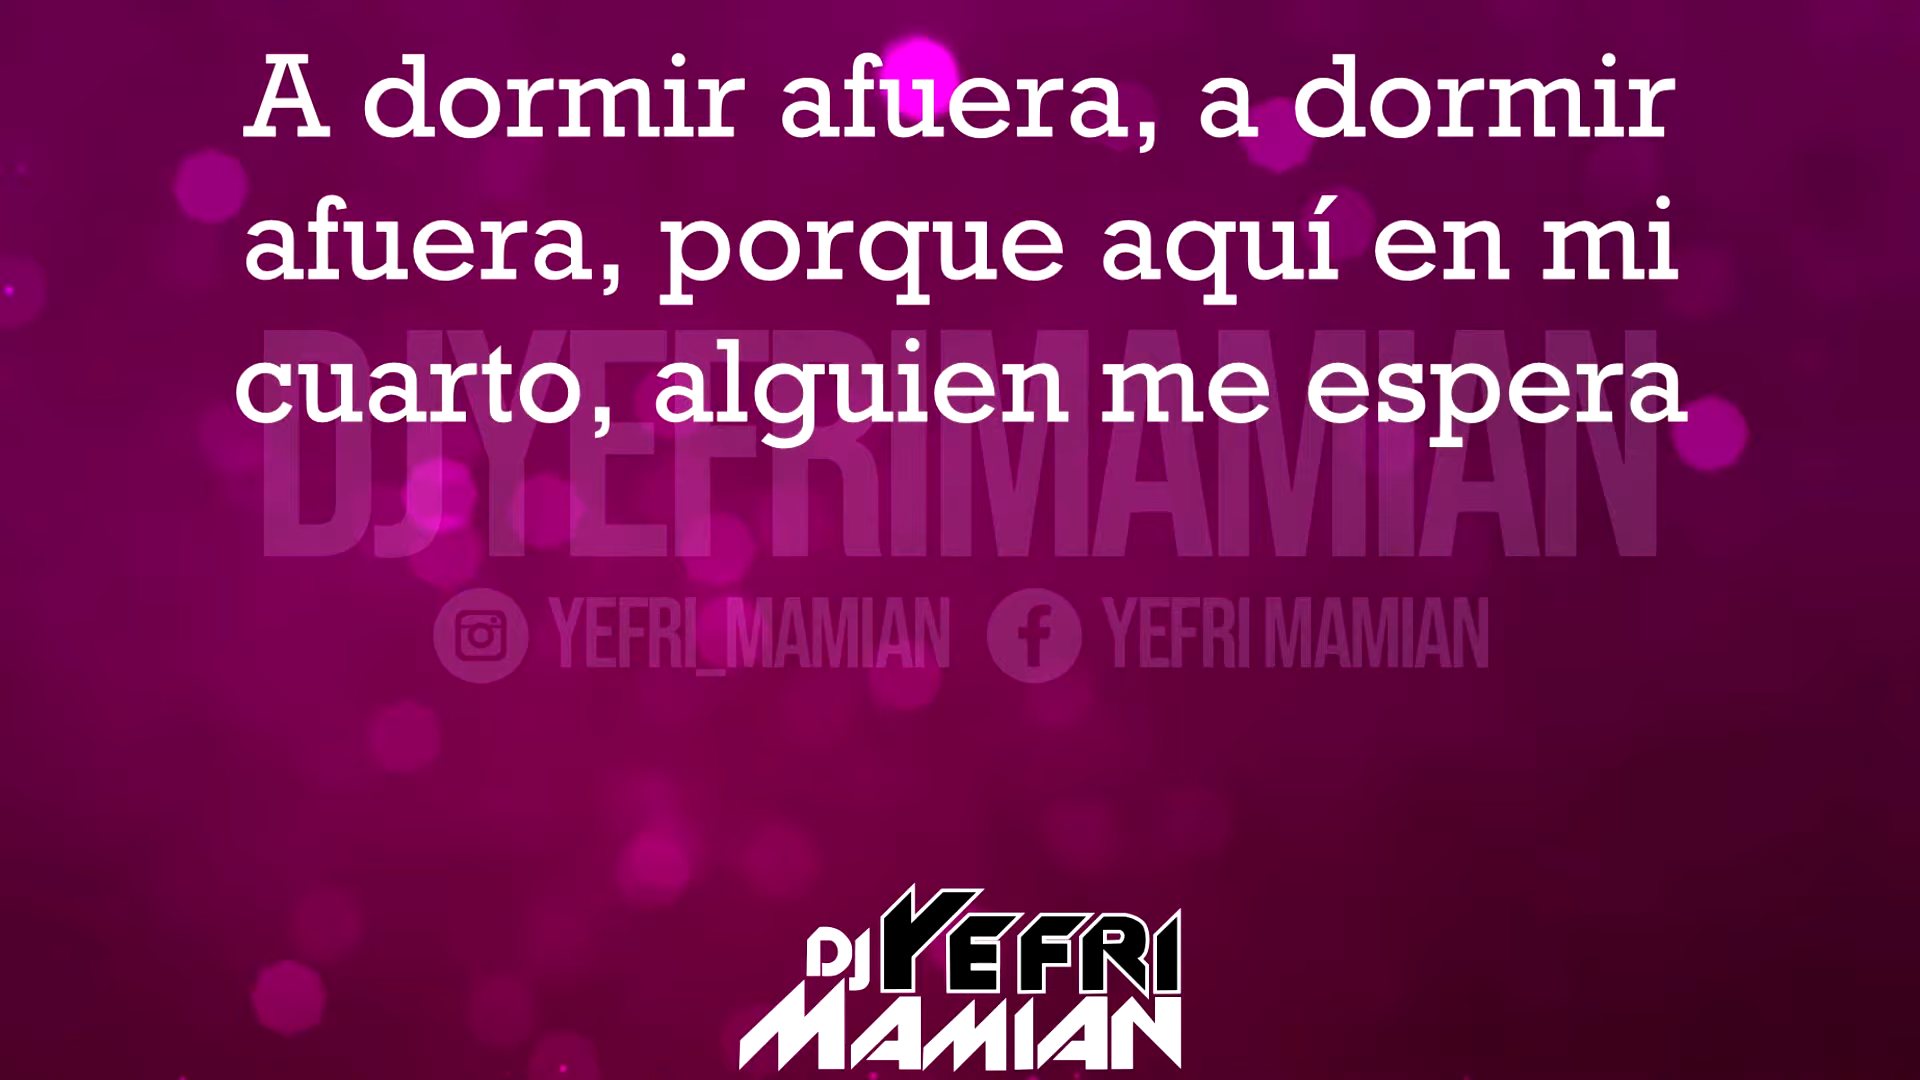 A dormir afuera, a dormir
afuera, porque aquí en mi
cuarto, alguien me espera
DJYEFRIMAMIAN
YEFRI_MAMIAN YEFRI MAMIAN
DJ YEFRI
MAMIAN